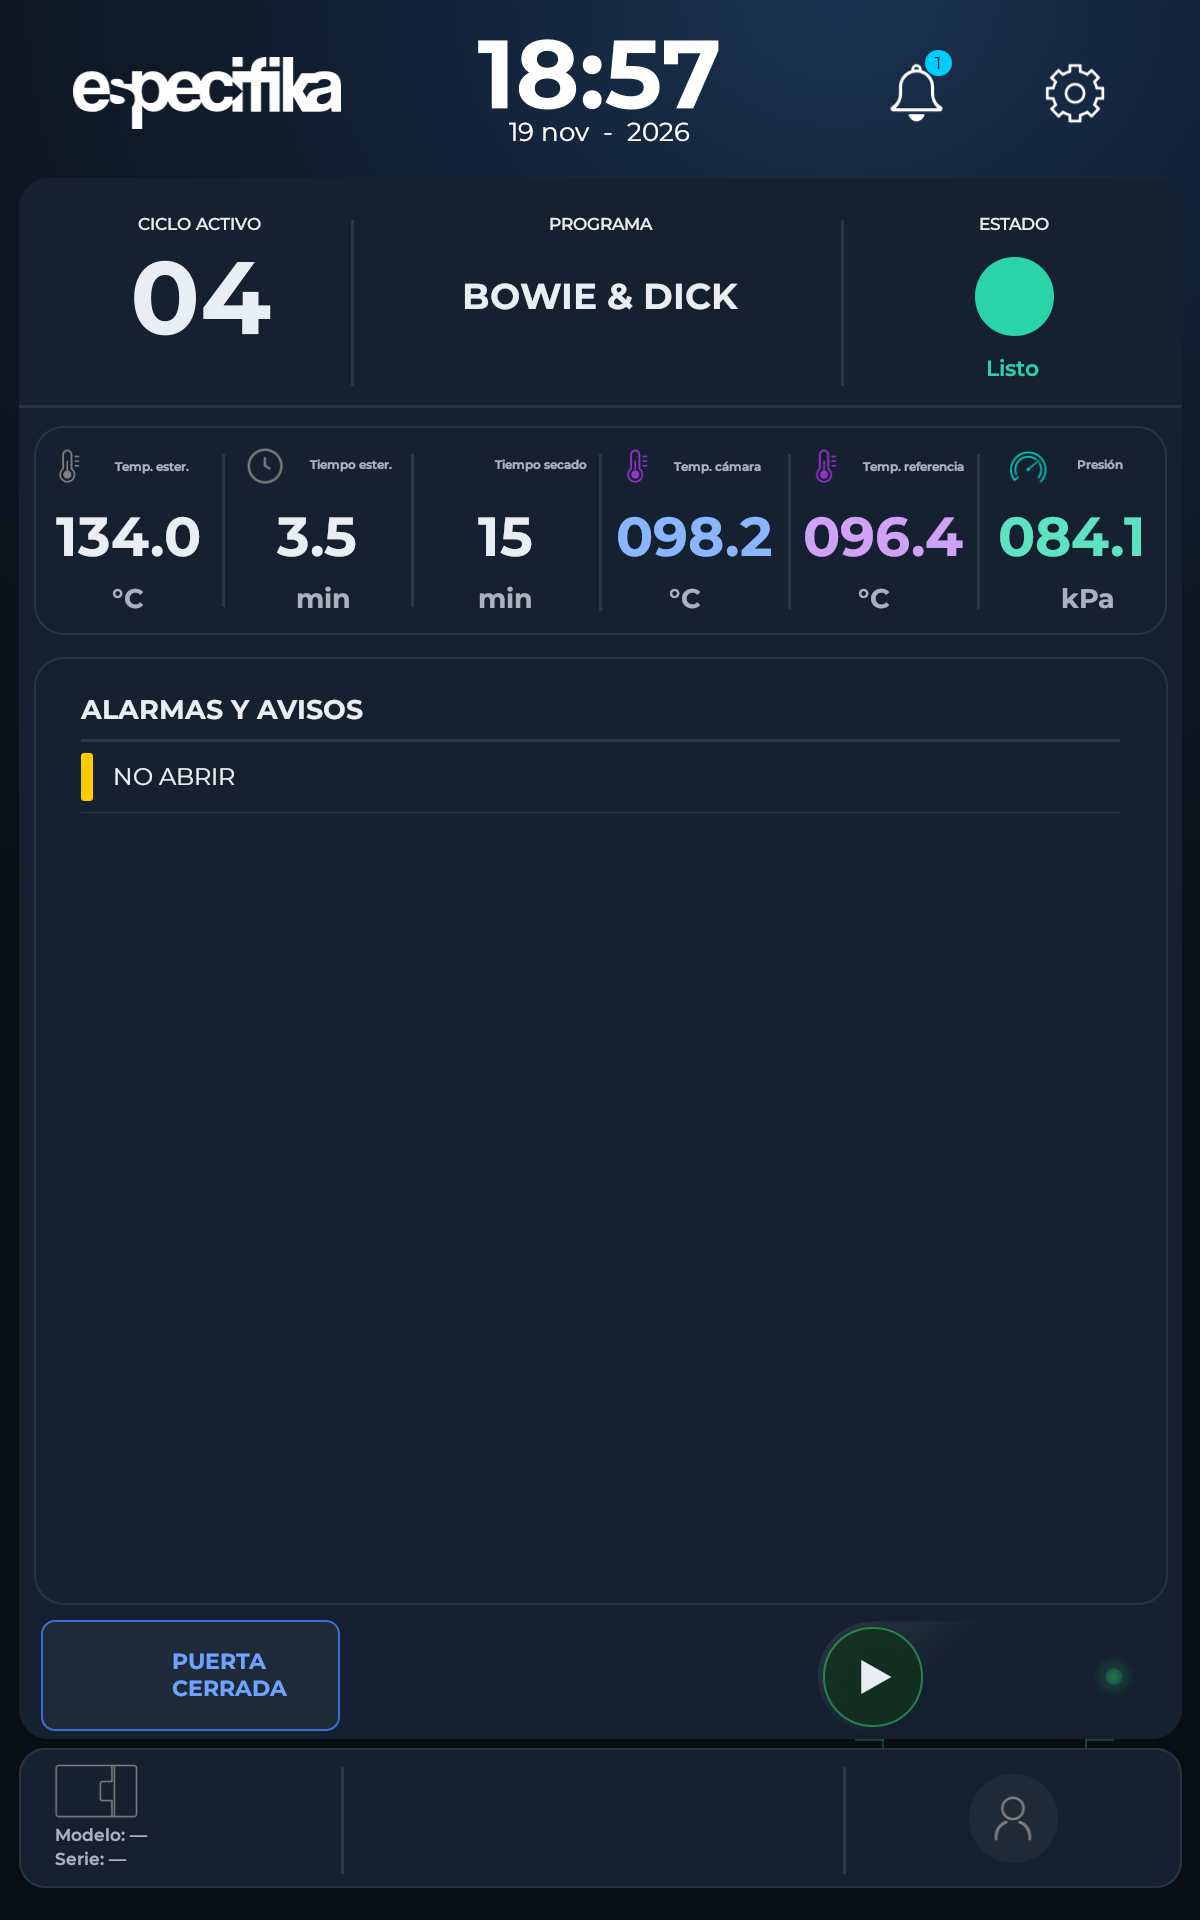 especifika
18:57
19 nov - 2026
1
CICLO ACTIVO
04
PROGRAMA
BOWIE & DICK
ESTADO
Listo
Temp. ester.
134.0
°C
Tiempo ester.
3.5
min
Tiempo secado
15
min
Temp. cámara
098.2
°C
Temp. referencia
096.4
°C
Presión
084.1
kPa
ALARMAS Y AVISOS
NO ABRIR
PUERTA
CERRADA
Modelo: —
Serie: —